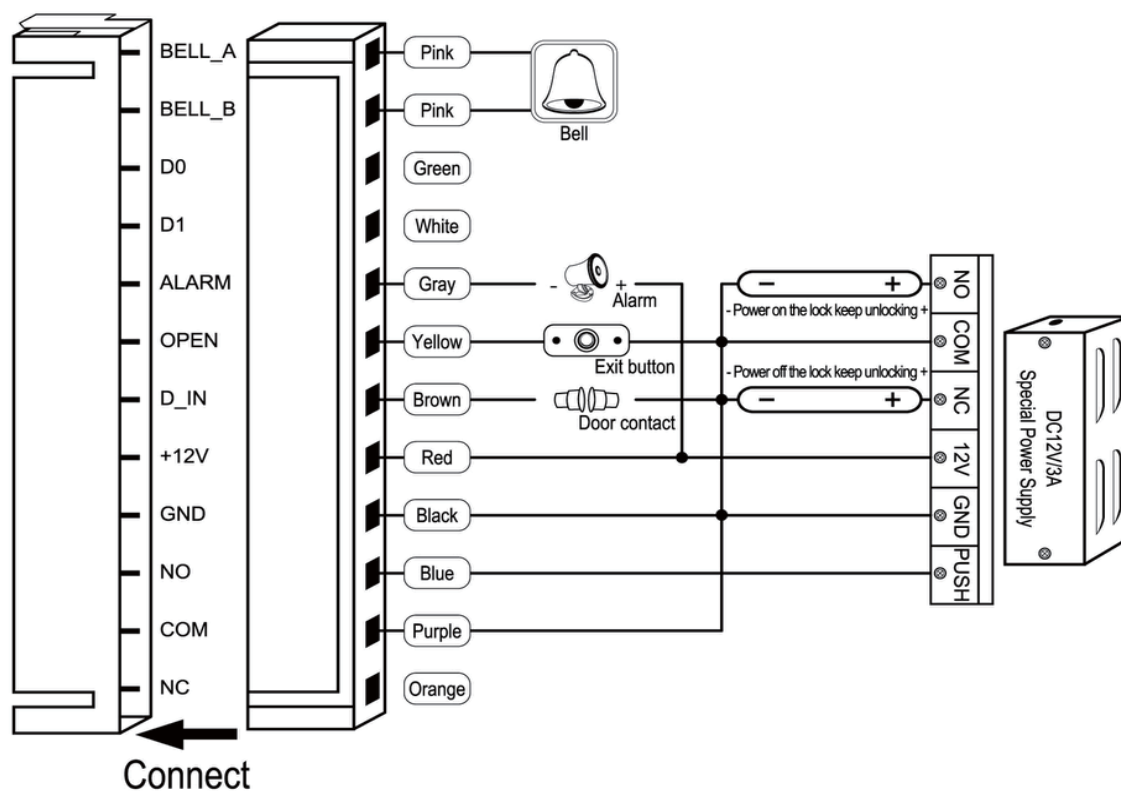 BELL_A
Pink
BELL_B
Pink
Bell
D0
Green
D1
White
ALARM
Gray
- +
Alarm
- +
NO
- Power on the lock keep unlocking +
OPEN
Yellow
Exit button
COM
- Power off the lock keep unlocking +
D_IN
Brown
Door contact
- +
NC
+12V
Red
12V
GND
Black
GND
NO
Blue
PUSH
COM
Purple
NC
Orange
DC12V/3A
Special Power Supply
Connect